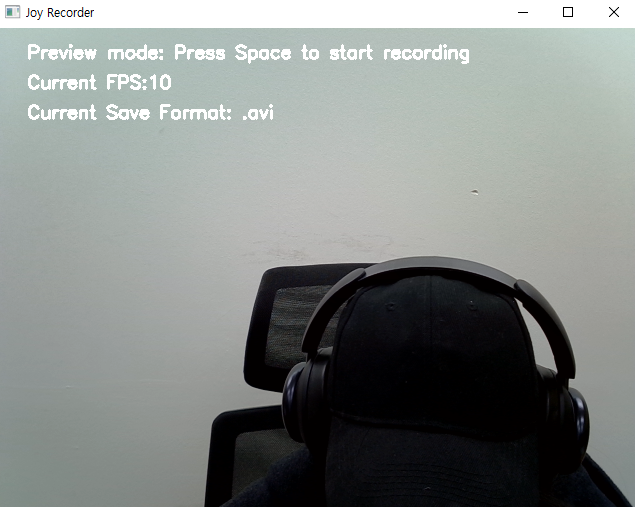 Joy Recorder
Preview mode: Press Space to start recording
Current FPS:10
Current Save Format: .avi